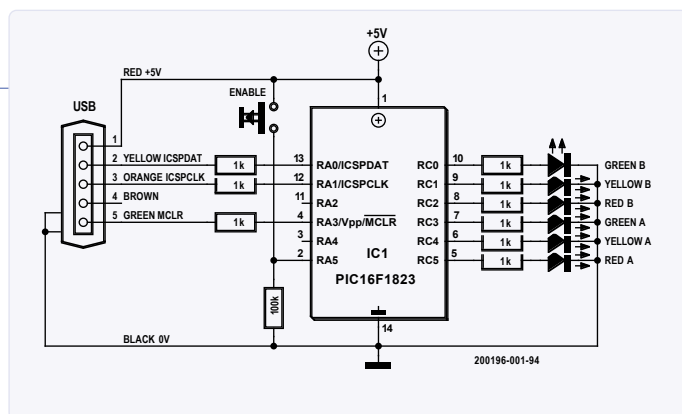 +5V
RED +5V
ENABLE
USB
1
1
2 YELLOW ICSPDAT 1k 13 RA0/ICSPDAT RC0 10 1k GREEN B
3 ORANGE ICSPCLK 1k 12 RA1/ICSPCLK RC1 9 1k YELLOW B
4 BROWN 11 RA2 RC2 8 1k RED B
5 GREEN MCLR 1k 4 RA3/Vpp/MCLR RC3 7 1k GREEN A
3 RA4 RC4 6 1k YELLOW A
IC1
2 RA5 RC5 5 1k RED A
PIC16F1823
100k
14
BLACK 0V
200196-001-94